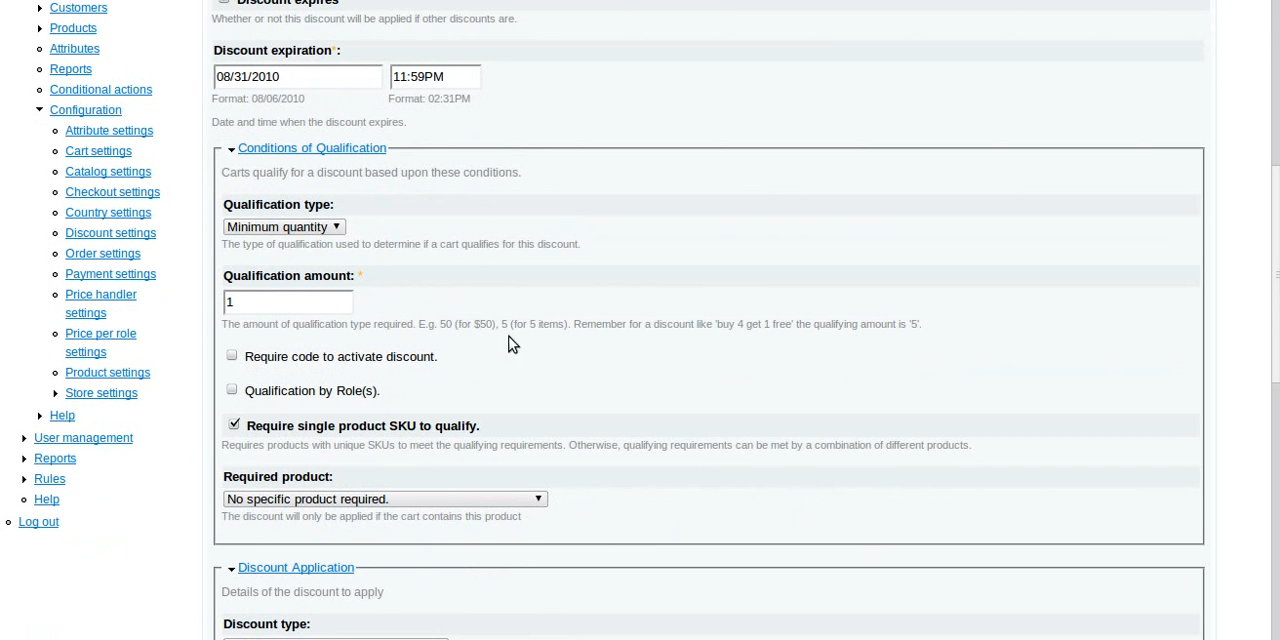 Customers
Products
Attributes
Reports
Conditional actions
Configuration
Attribute settings
Cart settings
Catalog settings
Checkout settings
Country settings
Discount settings
Order settings
Payment settings
Price handler
settings
Price per role
settings
Product settings
Store settings
Help
User management
Reports
Rules
Help
Log out
Discount expires
Whether or not this discount will be applied if other discounts are.
Discount expiration*:
08/31/2010 11:59PM
Format: 08/06/2010 Format: 02:31PM
Date and time when the discount expires.
Conditions of Qualification
Carts qualify for a discount based upon these conditions.
Qualification type:
Minimum quantity
The type of qualification used to determine if a cart qualifies for this discount.
Qualification amount: *
1
The amount of qualification type required. E.g. 50 (for $50), 5 (for 5 items). Remember for a discount like 'buy 4 get 1 free' the qualifying amount is '5'.
Require code to activate discount.
Qualification by Role(s).
Require single product SKU to qualify.
Requires products with unique SKUs to meet the qualifying requirements. Otherwise, qualifying requirements can be met by a combination of different products.
Required product:
No specific product required.
The discount will only be applied if the cart contains this product
Discount Application
Details of the discount to apply
Discount type: